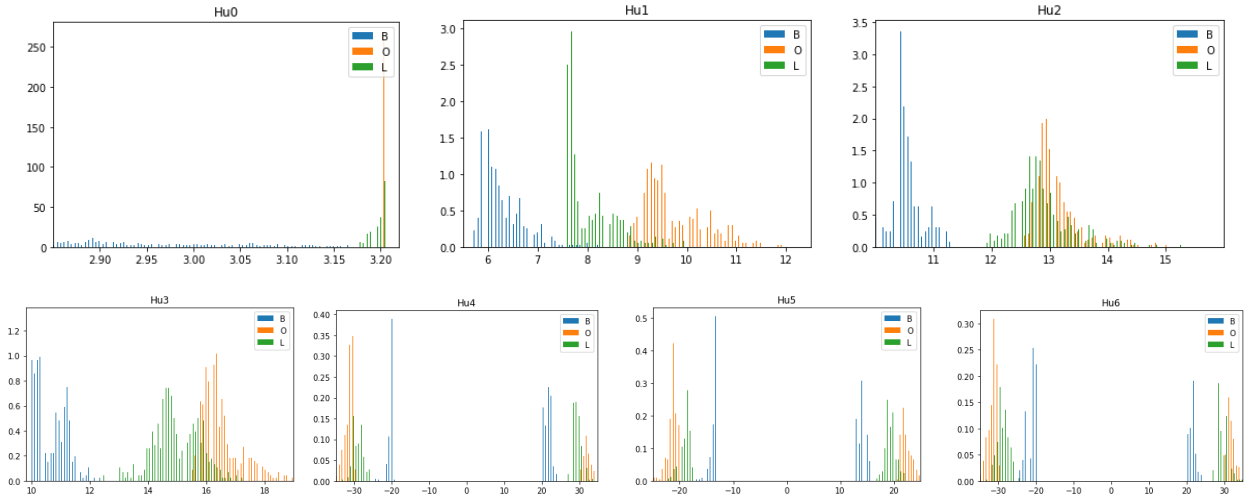 Hu0
250
200
150
100
50
0
2.90 2.95 3.00 3.05 3.10 3.15 3.20
B
O
L
Hu1
3.0
2.5
2.0
1.5
1.0
0.5
0.0
6 7 8 9 10 11 12
B
O
L
Hu2
3.5
3.0
2.5
2.0
1.5
1.0
0.5
0.0
11 12 13 14 15
B
O
L
Hu3
1.2
1.0
0.8
0.6
0.4
0.2
0.0
10 12 14 16 18
B
O
L
Hu4
0.40
0.35
0.30
0.25
0.20
0.15
0.10
0.05
0.00
−30 −20 −10 0 10 20 30
B
O
L
Hu5
0.5
0.4
0.3
0.2
0.1
0.0
−20 −10 0 10 20
B
O
L
Hu6
0.30
0.25
0.20
0.15
0.10
0.05
0.00
−30 −20 −10 0 10 20 30
B
O
L